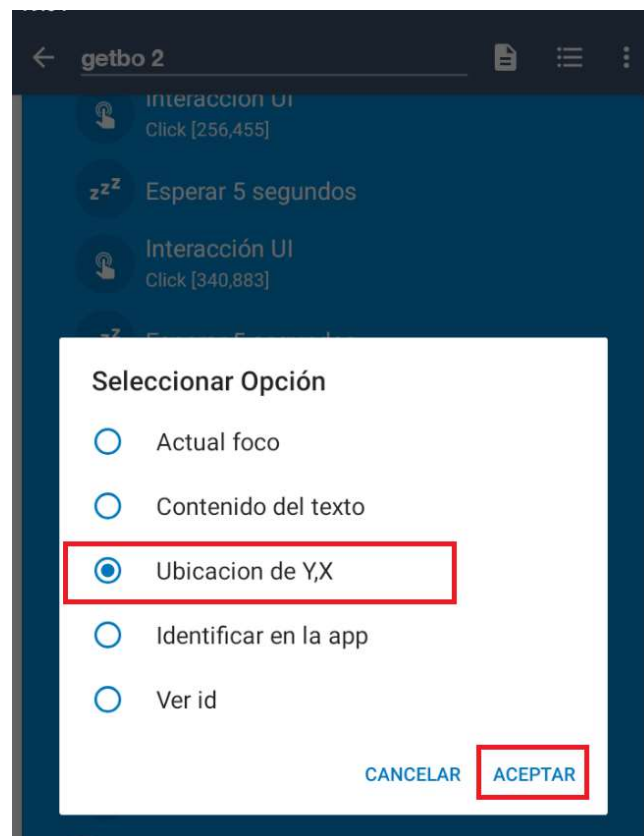 getbo 2
Interacción UI
Click [256,455]
zzz
Esperar 5 segundos
Interacción UI
Click [340,883]
Seleccionar Opción
Actual foco
Contenido del texto
Ubicacion de Y,X
Identificar en la app
Ver id
CANCELAR ACEPTAR